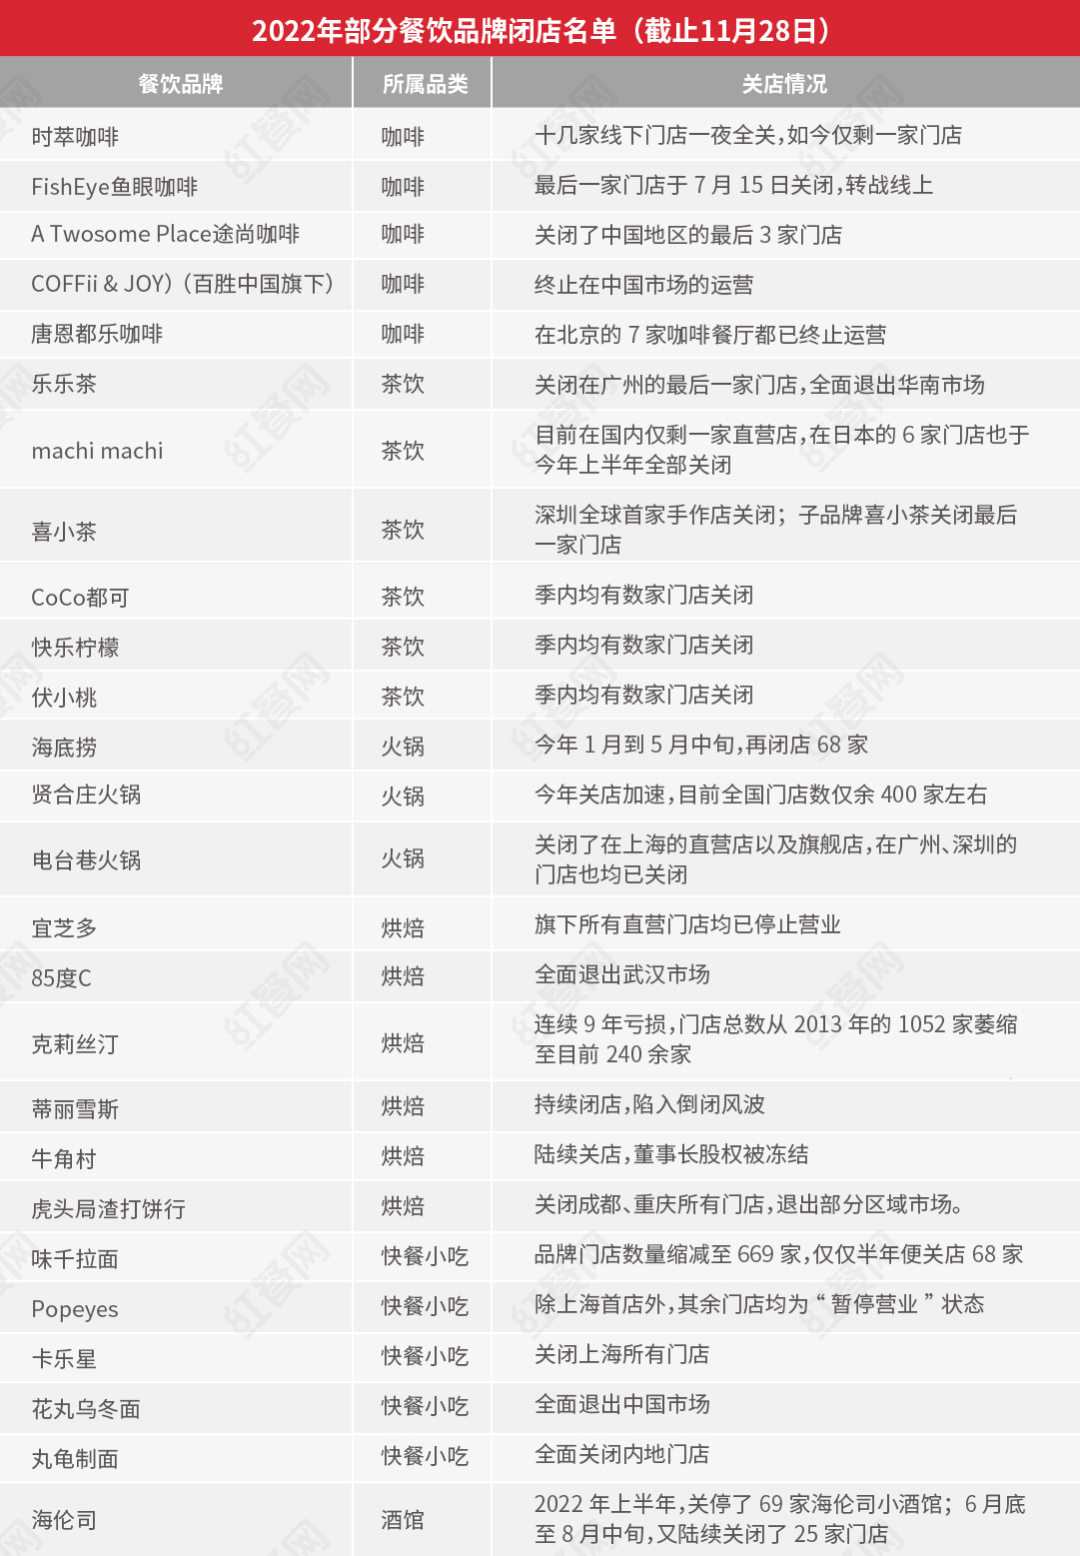 2022年部分餐饮品牌闭店名单（截止11月28日）
餐饮品牌 所属品类 关店情况
时萃咖啡 咖啡 十几家线下门店一夜全关，如今仅剩一家门店
FishEye鱼眼咖啡 咖啡 最后一家门店于 7 月 15 日关闭，转战线上
A Twosome Place途尚咖啡 咖啡 关闭了中国地区的最后 3 家门店
COFFii & JOY）（百胜中国旗下） 咖啡 终止在中国市场的运营
唐恩都乐咖啡 咖啡 在北京的 7 家咖啡餐厅都已终止运营
乐乐茶 茶饮 关闭在广州的最后一家门店，全面退出华南市场
machi machi 茶饮 目前在国内仅剩一家直营店，在日本的 6 家门店也于
今年上半年全部关闭
喜小茶 茶饮 深圳全球首家手作店关闭；子品牌喜小茶关闭最后
一家门店
CoCo都可 茶饮 季内均有数家门店关闭
快乐柠檬 茶饮 季内均有数家门店关闭
伏小桃 茶饮 季内均有数家门店关闭
海底捞 火锅 今年 1 月到 5 月中旬，再闭店 68 家
贤合庄火锅 火锅 今年关店加速，目前全国门店数仅余 400 家左右
电台巷火锅 火锅 关闭了在上海的直营店以及旗舰店，在广州、深圳的
门店也均已关闭
宜芝多 烘焙 旗下所有直营门店均已停止营业
85度C 烘焙 全面退出武汉市场
克莉丝汀 烘焙 连续 9 年亏损，门店总数从 2013 年的 1052 家萎缩
至目前 240 余家
蒂丽雪斯 烘焙 持续闭店，陷入倒闭风波
牛角村 烘焙 陆续关店，董事长股权被冻结
虎头局渣打饼行 烘焙 关闭成都、重庆所有门店，退出部分区域市场。
味千拉面 快餐小吃 品牌门店数量缩减至 669 家，仅仅半年便关店 68 家
Popeyes 快餐小吃 除上海首店外，其余门店均为“暂停营业”状态
卡乐星 快餐小吃 关闭上海所有门店
花丸乌冬面 快餐小吃 全面退出中国市场
丸龟制面 快餐小吃 全面关闭内地门店
海伦司 酒馆 2022 年上半年，关停了 69 家海伦司小酒馆；6 月底
至 8 月中旬，又陆续关闭了 25 家门店
红餐网